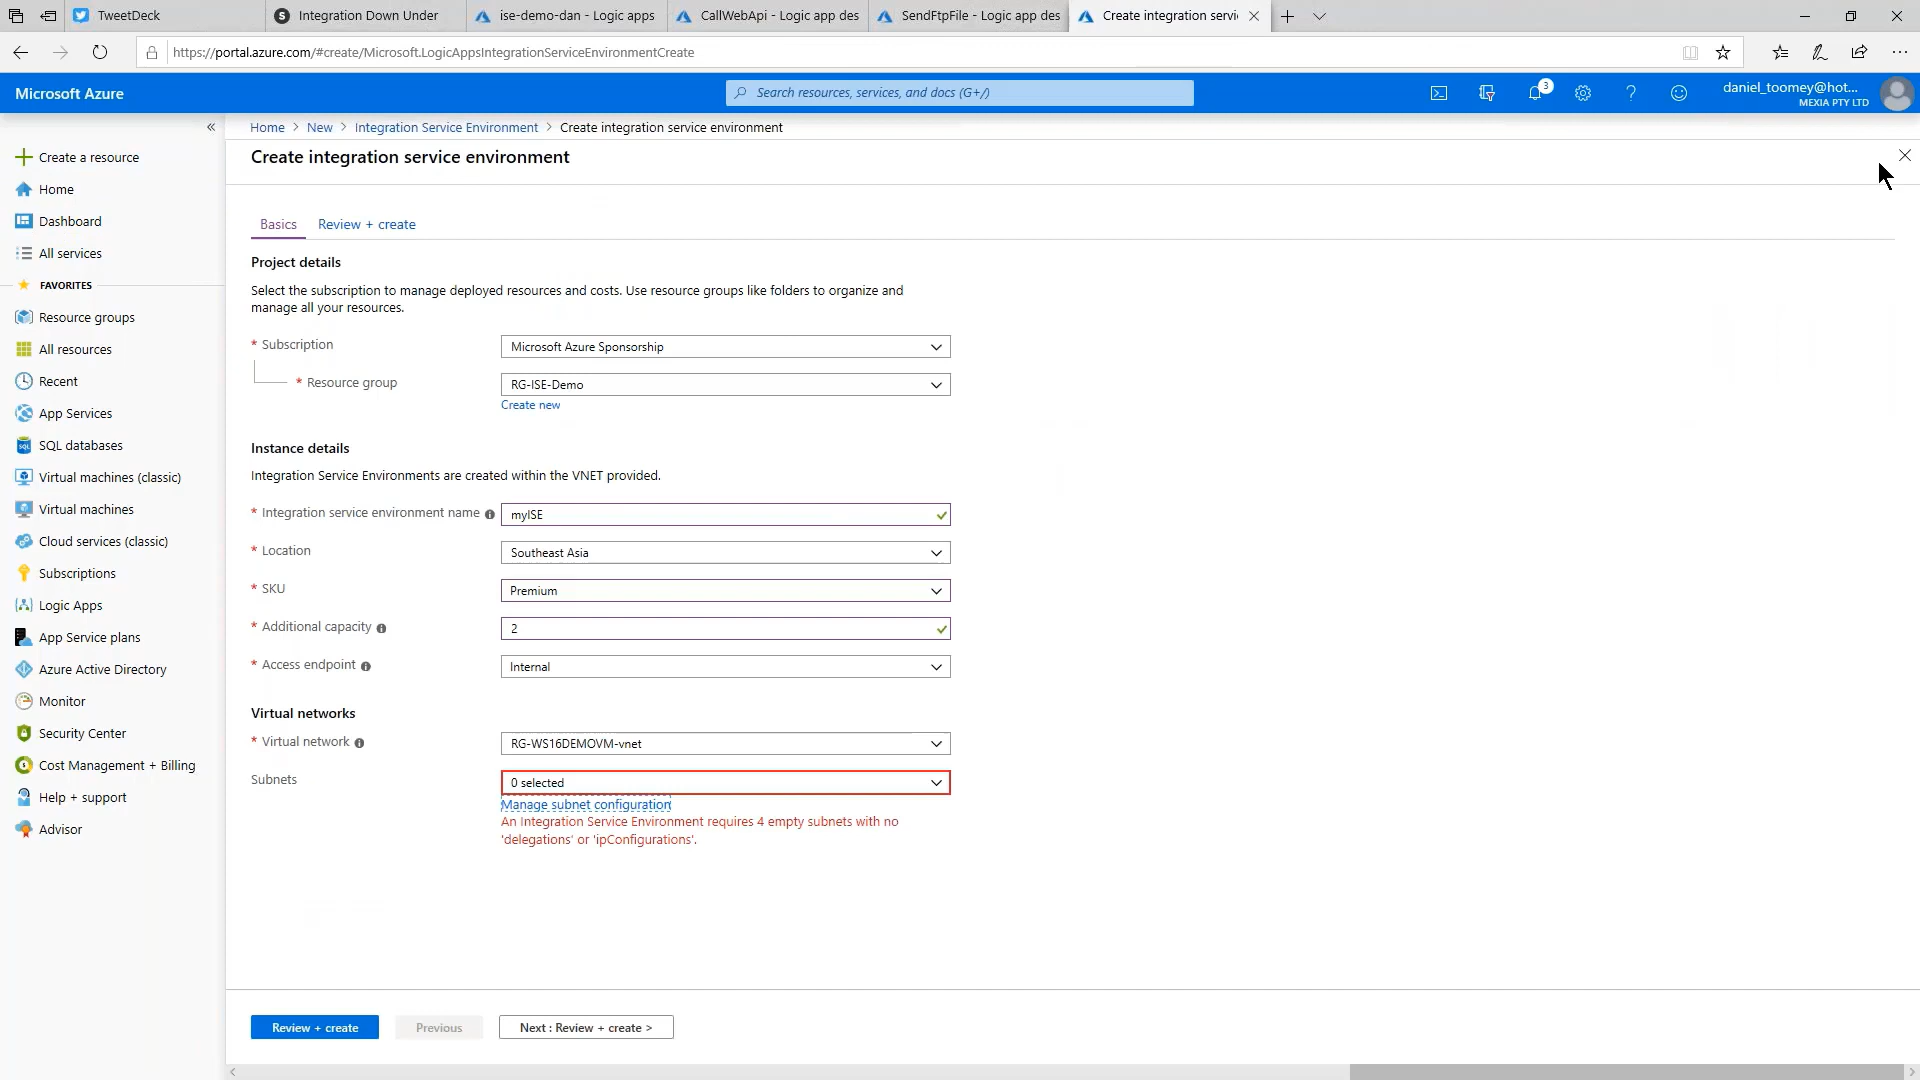 TweetDeck
Integration Down Under
ise-demo-dan - Logic apps
CallWebApi - Logic app des
SendFtpFile - Logic app des
Create integration servi
https://portal.azure.com/#create/Microsoft.LogicAppsIntegrationServiceEnvironmentCreate
Microsoft Azure
Search resources, services, and docs (G+/)
3
daniel_toomey@hot...
MEXIA PTY LTD
Home > New > Integration Service Environment > Create integration service environment
Create integration service environment
Create a resource
Home
Dashboard
All services
FAVORITES
Resource groups
All resources
Recent
App Services
SQL databases
Virtual machines (classic)
Virtual machines
Cloud services (classic)
Subscriptions
Logic Apps
App Service plans
Azure Active Directory
Monitor
Security Center
Cost Management + Billing
Help + support
Advisor
Basics
Review + create
Project details
Select the subscription to manage deployed resources and costs. Use resource groups like folders to organize and
manage all your resources.
* Subscription
Microsoft Azure Sponsorship
* Resource group
RG-ISE-Demo
Create new
Instance details
Integration Service Environments are created within the VNET provided.
* Integration service environment name
myISE
* Location
Southeast Asia
* SKU
Premium
* Additional capacity
2
* Access endpoint
Internal
Virtual networks
* Virtual network
RG-WS16DEMOVM-vnet
Subnets
0 selected
Manage subnet configuration
An Integration Service Environment requires 4 empty subnets with no
'delegations' or 'ipConfigurations'.
Review + create
Previous
Next : Review + create >